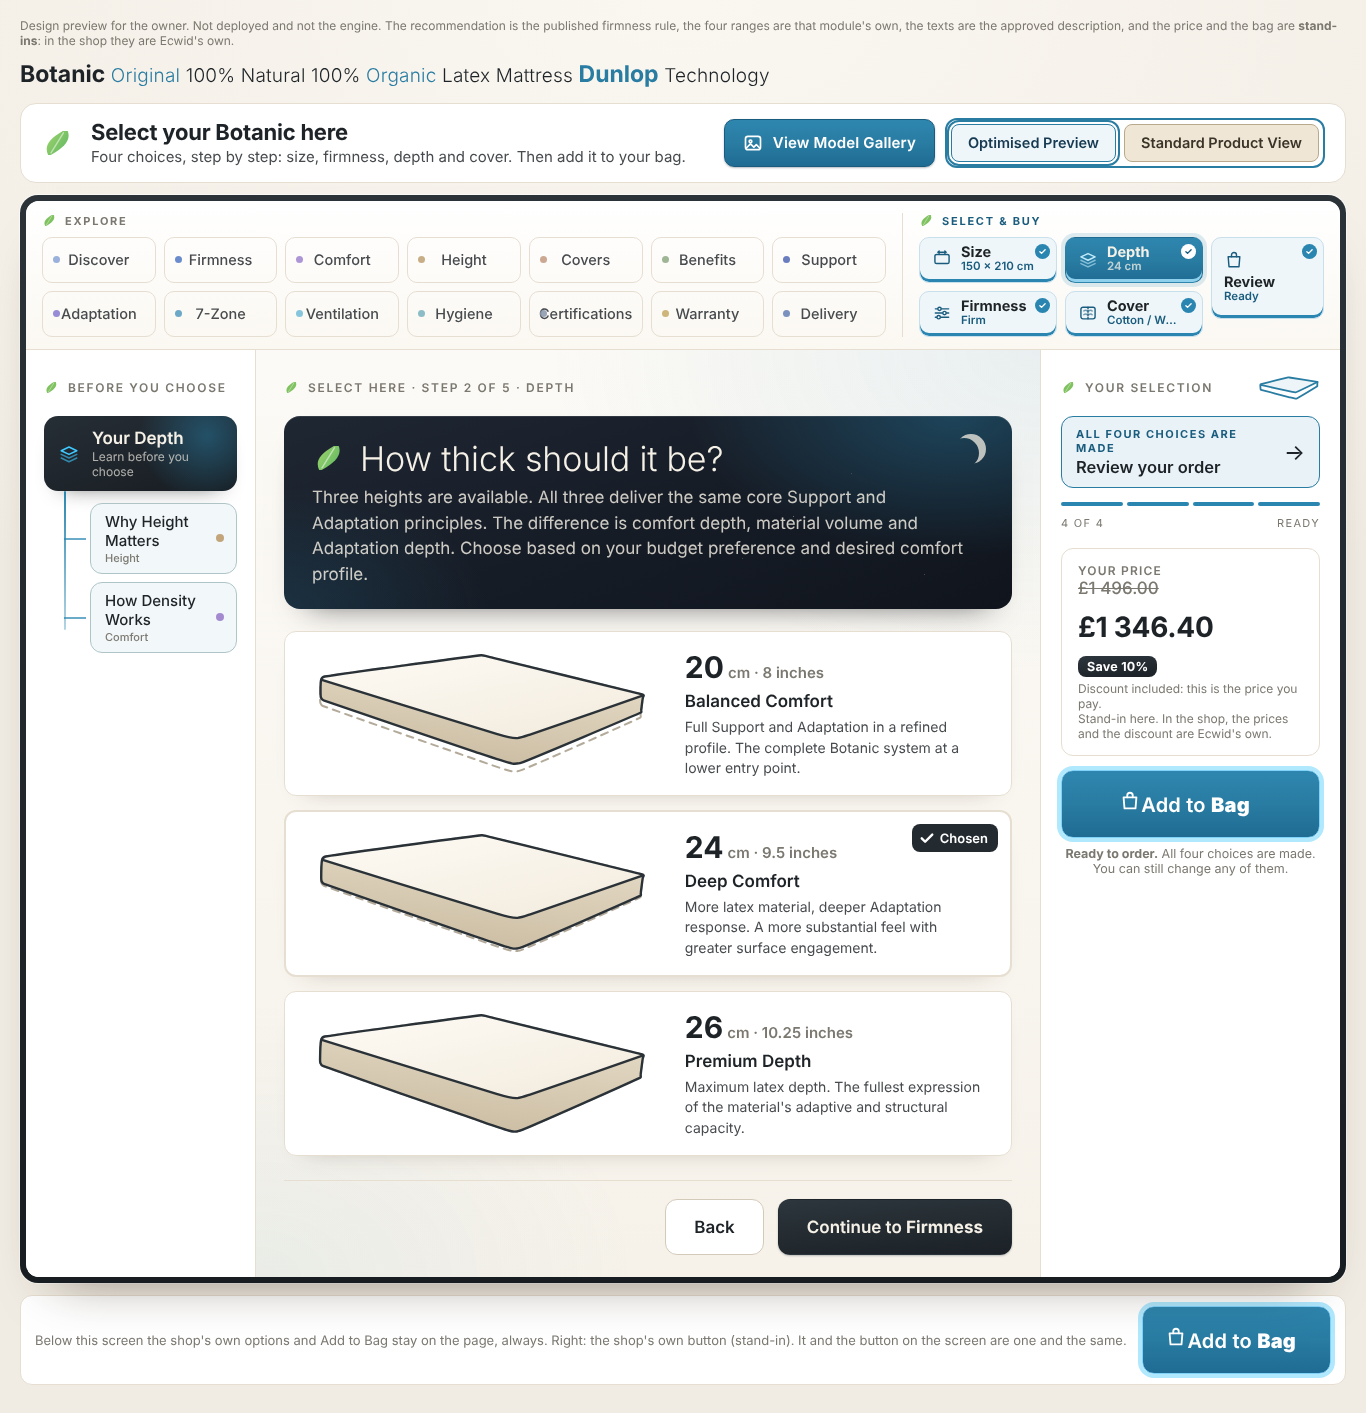 Design preview for the owner. Not deployed and not the engine. The recommendation is the published firmness rule, the four ranges are that module's own, the texts are the approved description, and the price and the bag are stand-
ins: in the shop they are Ecwid's own.
Botanic Original 100% Natural 100% Organic Latex Mattress Dunlop Technology
Select your Botanic here
Four choices, step by step: size, firmness, depth and cover. Then add it to your bag.
View Model Gallery
Optimised Preview
Standard Product View
EXPLORE
Discover
Firmness
Comfort
Height
Covers
Benefits
Support
Adaptation
7-Zone
Ventilation
Hygiene
Certifications
Warranty
Delivery
SELECT & BUY
Size
150 × 210 cm
Depth
24 cm
Review
Ready
Firmness
Firm
Cover
Cotton / W...
BEFORE YOU CHOOSE
Your Depth
Learn before you
choose
Why Height
Matters
Height
How Density
Works
Comfort
SELECT HERE · STEP 2 OF 5 · DEPTH
How thick should it be?
Three heights are available. All three deliver the same core Support and
Adaptation principles. The difference is comfort depth, material volume and
Adaptation depth. Choose based on your budget preference and desired comfort
profile.
20 cm · 8 inches
Balanced Comfort
Full Support and Adaptation in a refined
profile. The complete Botanic system at a
lower entry point.
24 cm · 9.5 inches
Chosen
Deep Comfort
More latex material, deeper Adaptation
response. A more substantial feel with
greater surface engagement.
26 cm · 10.25 inches
Premium Depth
Maximum latex depth. The fullest expression
of the material's adaptive and structural
capacity.
Back
Continue to Firmness
YOUR SELECTION
ALL FOUR CHOICES ARE
MADE
Review your order
4 OF 4
READY
YOUR PRICE
£1 496.00
£1 346.40
Save 10%
Discount included: this is the price you
pay.
Stand-in here. In the shop, the prices
and the discount are Ecwid's own.
Add to Bag
Ready to order. All four choices are made.
You can still change any of them.
Below this screen the shop's own options and Add to Bag stay on the page, always. Right: the shop's own button (stand-in). It and the button on the screen are one and the same.
Add to Bag